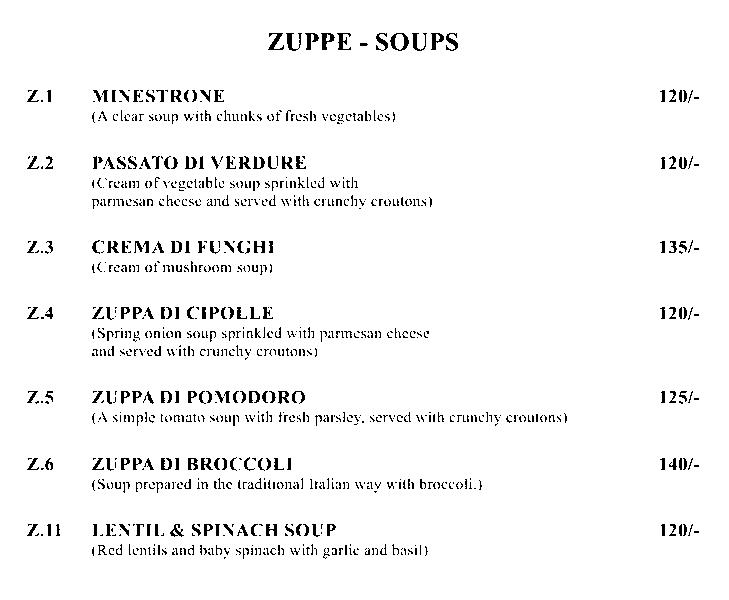 ZUPPE - SOUPS
Z.1 MINESTRONE 120/-
(A clear soup with chunks of fresh vegetables)
Z.2 PASSATO DI VERDURE 120/-
(Cream of vegetable soup sprinkled with
parmesan cheese and served with crunchy croutons)
Z.3 CREMA DI FUNGHI 135/-
(Cream of mushroom soup)
Z.4 ZUPPA DI CIPOLLE 120/-
(Spring onion soup sprinkled with parmesan cheese
and served with crunchy croutons)
Z.5 ZUPPA DI POMODORO 125/-
(A simple tomato soup with fresh parsley, served with crunchy croutons)
Z.6 ZUPPA DI BROCCOLI 140/-
(Soup prepared in the traditional Italian way with broccoli.)
Z.11 LENTIL & SPINACH SOUP 120/-
(Red lentils and baby spinach with garlic and basil)